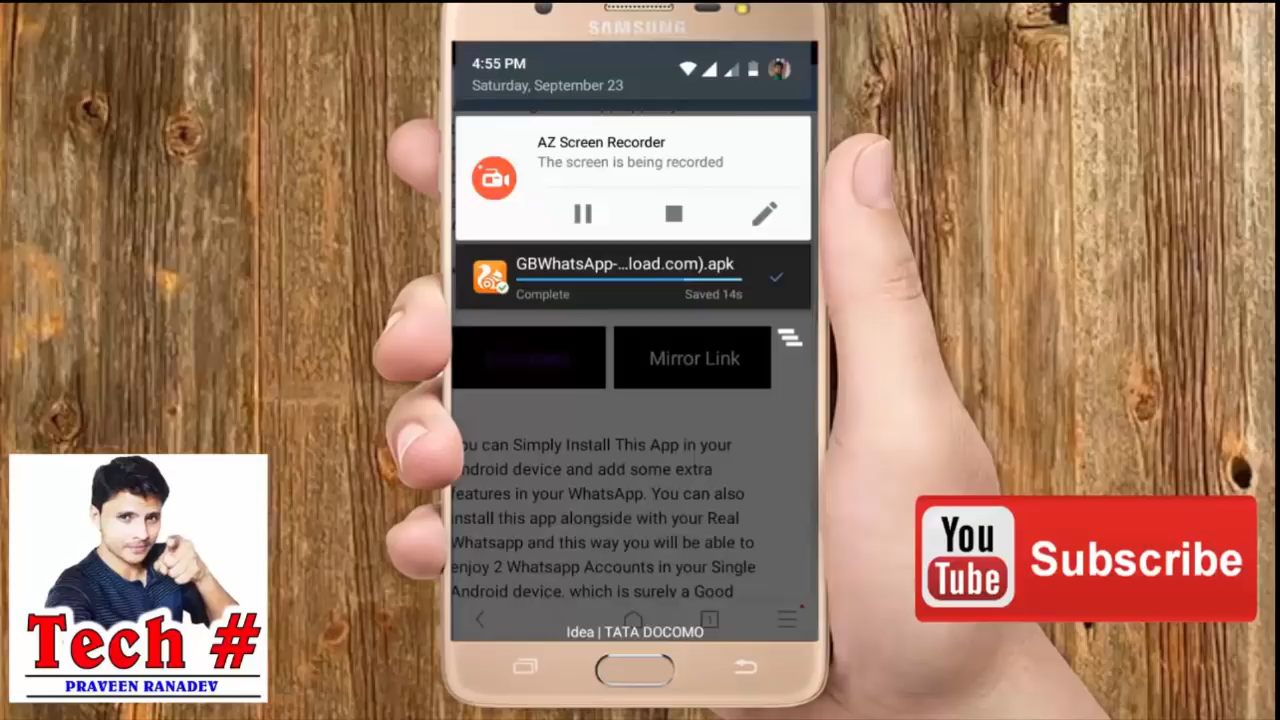 SAMSUNG
4:55 PM
Saturday, September 23
AZ Screen Recorder
The screen is being recorded
GBWhatsApp-...load.com).apk
Complete
Saved 14s
Mirror Link
ou can Simply Install This App in your
ndroid device and add some extra
features in your WhatsApp. You can also
install this app alongside with your Real
Whatsapp and this way you will be able to
enjoy 2 Whatsapp Accounts in your Single
Android device. which is surely a Good
1
Idea | TATA DOCOMO
Tech #
PRAVEEN RANADEV
You
Tube
Subscribe